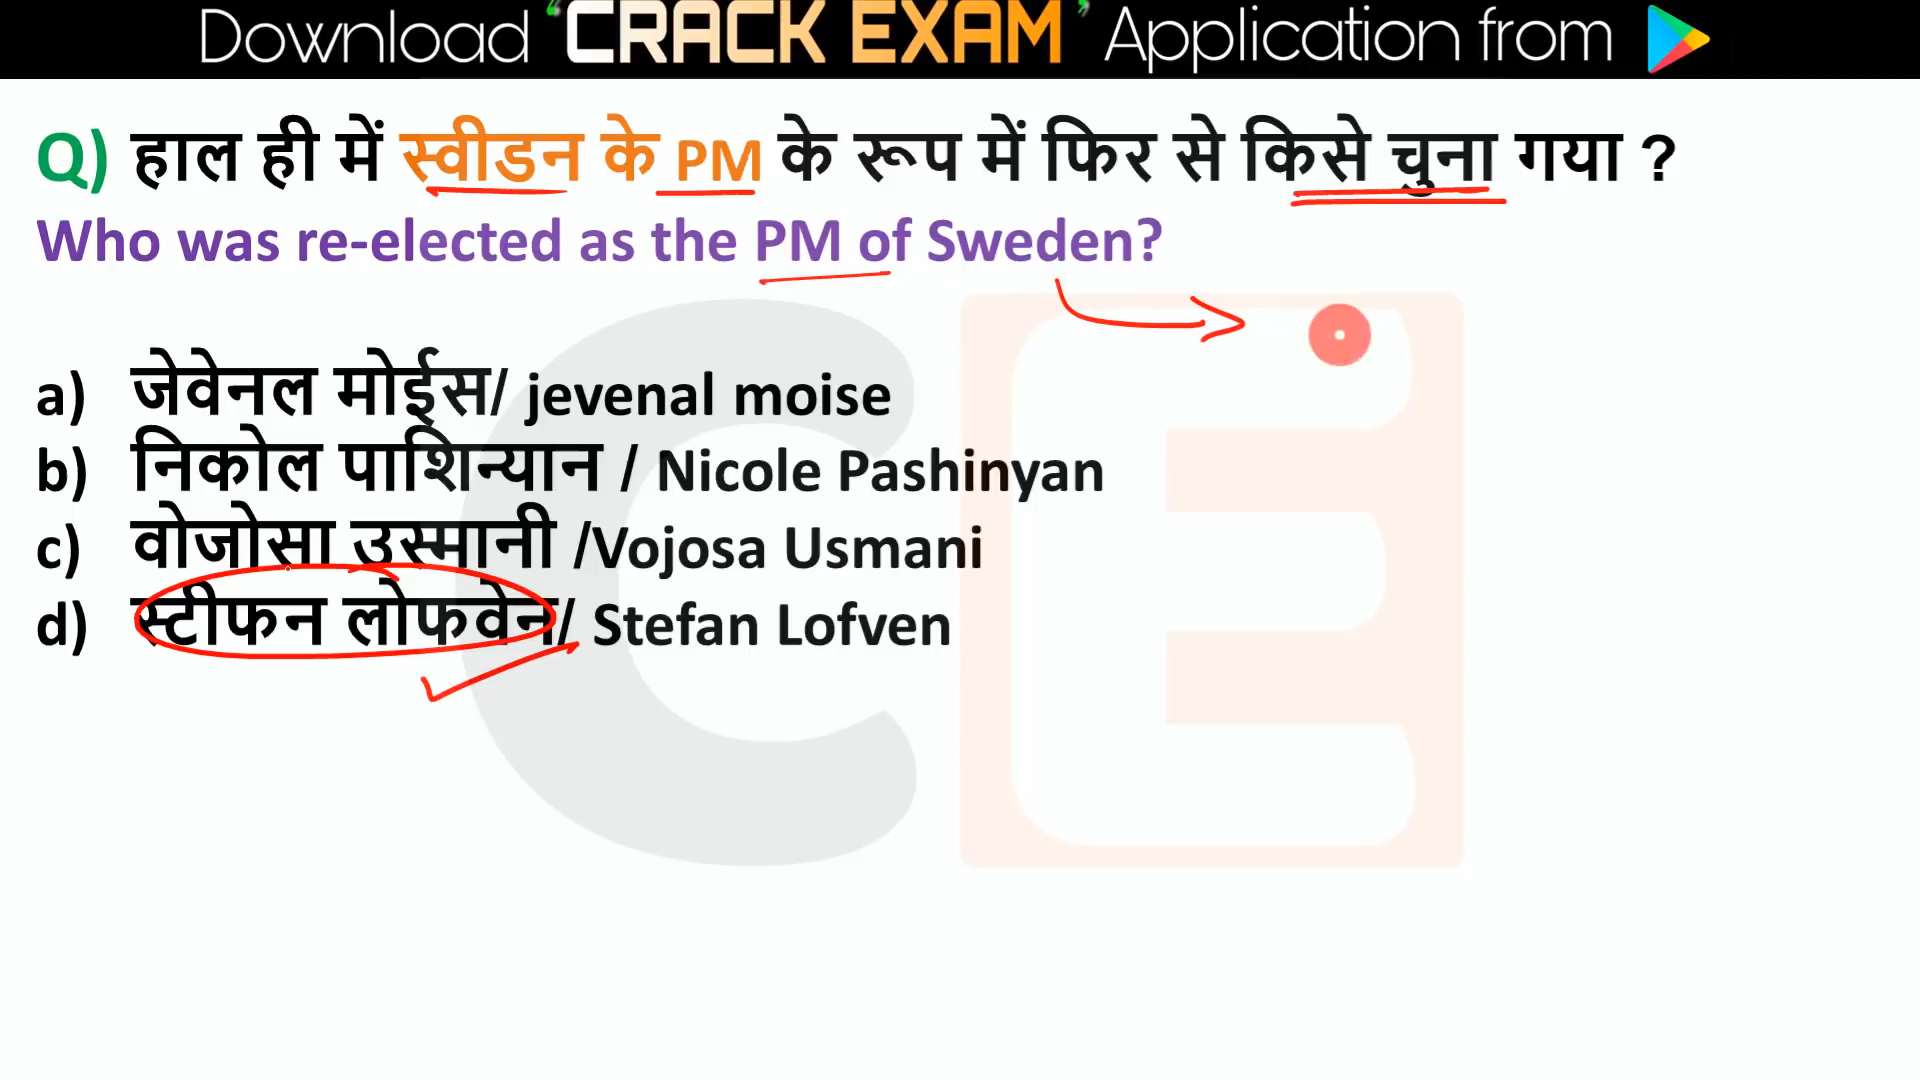 Download 'CRACK EXAM' Application from
Q) हाल ही में स्वीडन के PM के रूप में फिर से किसे चुना गया ?
Who was re-elected as the PM of Sweden?
a) जेवेनल मोईस/ jevenal moise
b) निकोल पाशिन्यान / Nicole Pashinyan
c) वोजोसा उस्मानी /Vojosa Usmani
d) स्टीफन लोफवेन/ Stefan Lofven
CE